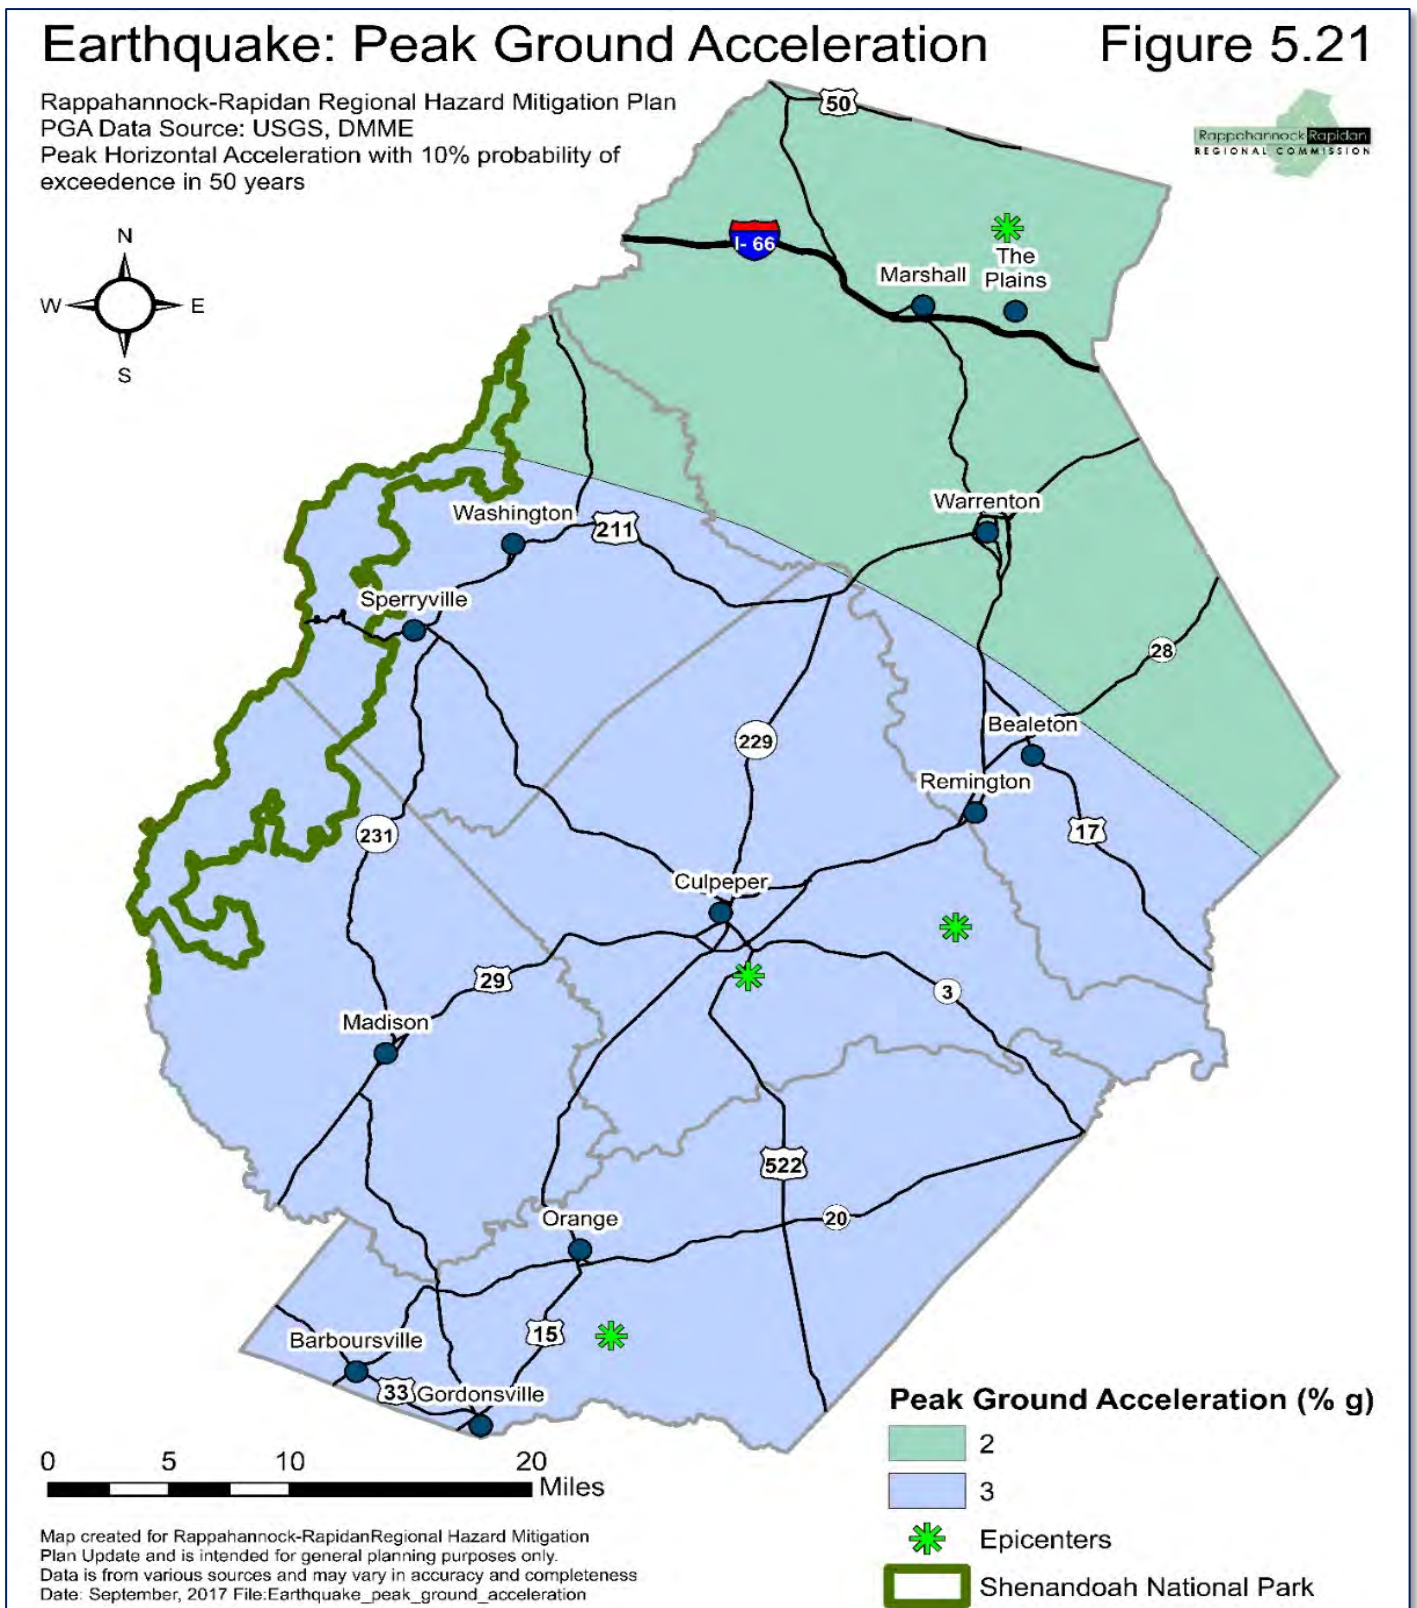 Earthquake: Peak Ground Acceleration
Figure 5.21
Rappahannock-Rapidan Regional Hazard Mitigation Plan
PGA Data Source: USGS, DMME
Peak Horizontal Acceleration with 10% probability of
exceedence in 50 years
Rappahannock Rapidan
REGIONAL COMMISSION
N
W E
S
50
I- 66
The
Plains
Marshall
Warrenton
Washington
211
Sperryville
28
Bealeton
229
Remington
17
231
Culpeper
29
3
Madison
522
20
Orange
15
Barboursville
33
Gordonsville
0 5 10 20
Miles
Peak Ground Acceleration (% g)
2
3
Epicenters
Shenandoah National Park
Map created for Rappahannock-RapidanRegional Hazard Mitigation
Plan Update and is intended for general planning purposes only.
Data is from various sources and may vary in accuracy and completeness
Date: September, 2017 File:Earthquake_peak_ground_acceleration